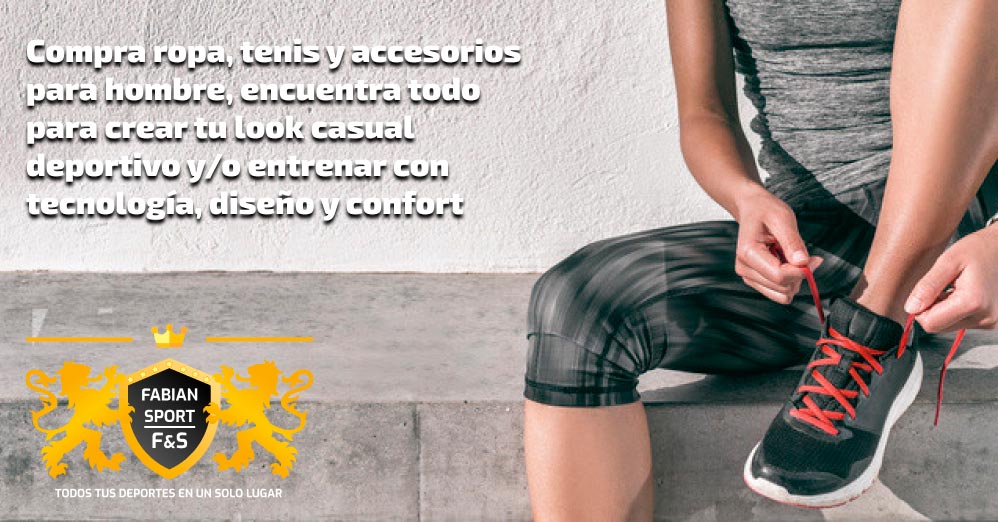 Compra ropa, tenis y accesorios
para hombre, encuentra todo
para crear tu look casual
deportivo y/o entrenar con
tecnología, diseño y confort
FABIAN
SPORT
F&S
TODOS TUS DEPORTES EN UN SOLO LUGAR